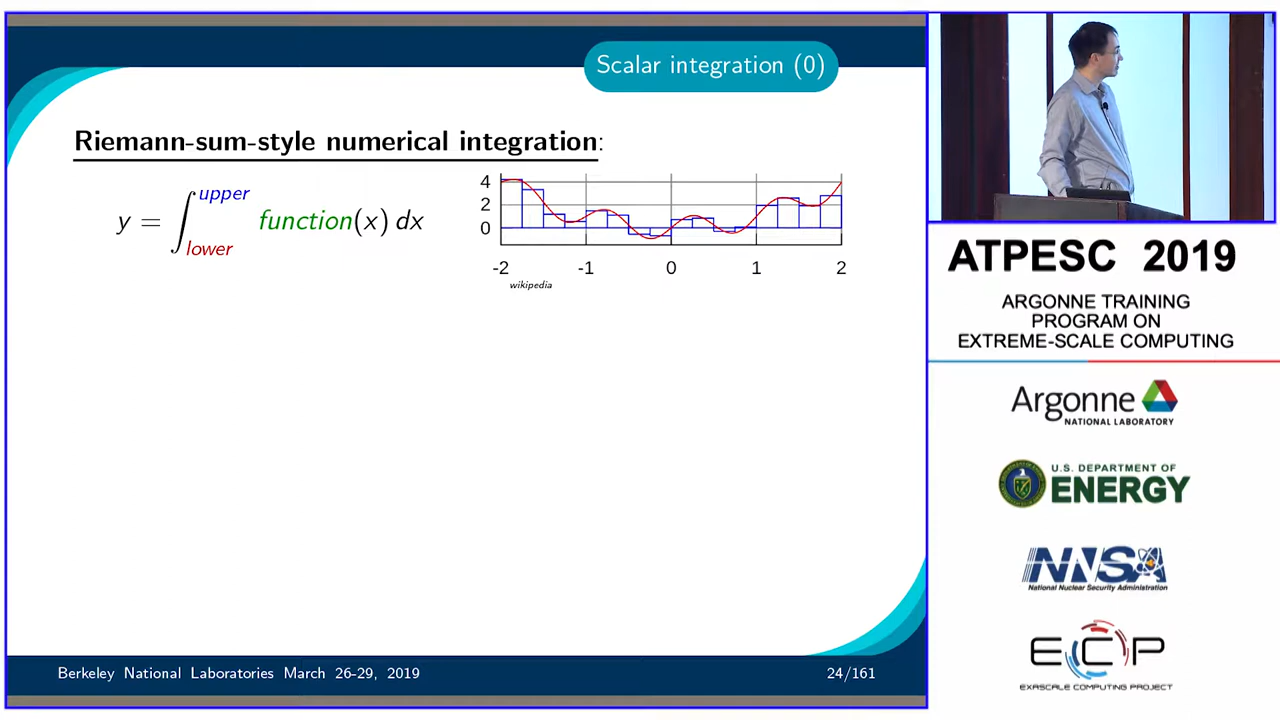 Scalar integration (0)
Riemann-sum-style numerical integration:
y = ∫ upper lower function(x) dx
4
2
0
-2 -1 0 1 2
wikipedia
Berkeley National Laboratories March 26-29, 2019 24/161
ATPESC 2019
ARGONNE TRAINING
PROGRAM ON
EXTREME-SCALE COMPUTING
Argonne
NATIONAL LABORATORY
U.S. DEPARTMENT OF
ENERGY
NNSA
National Nuclear Security Administration
ECP
EXASCALE COMPUTING PROJECT